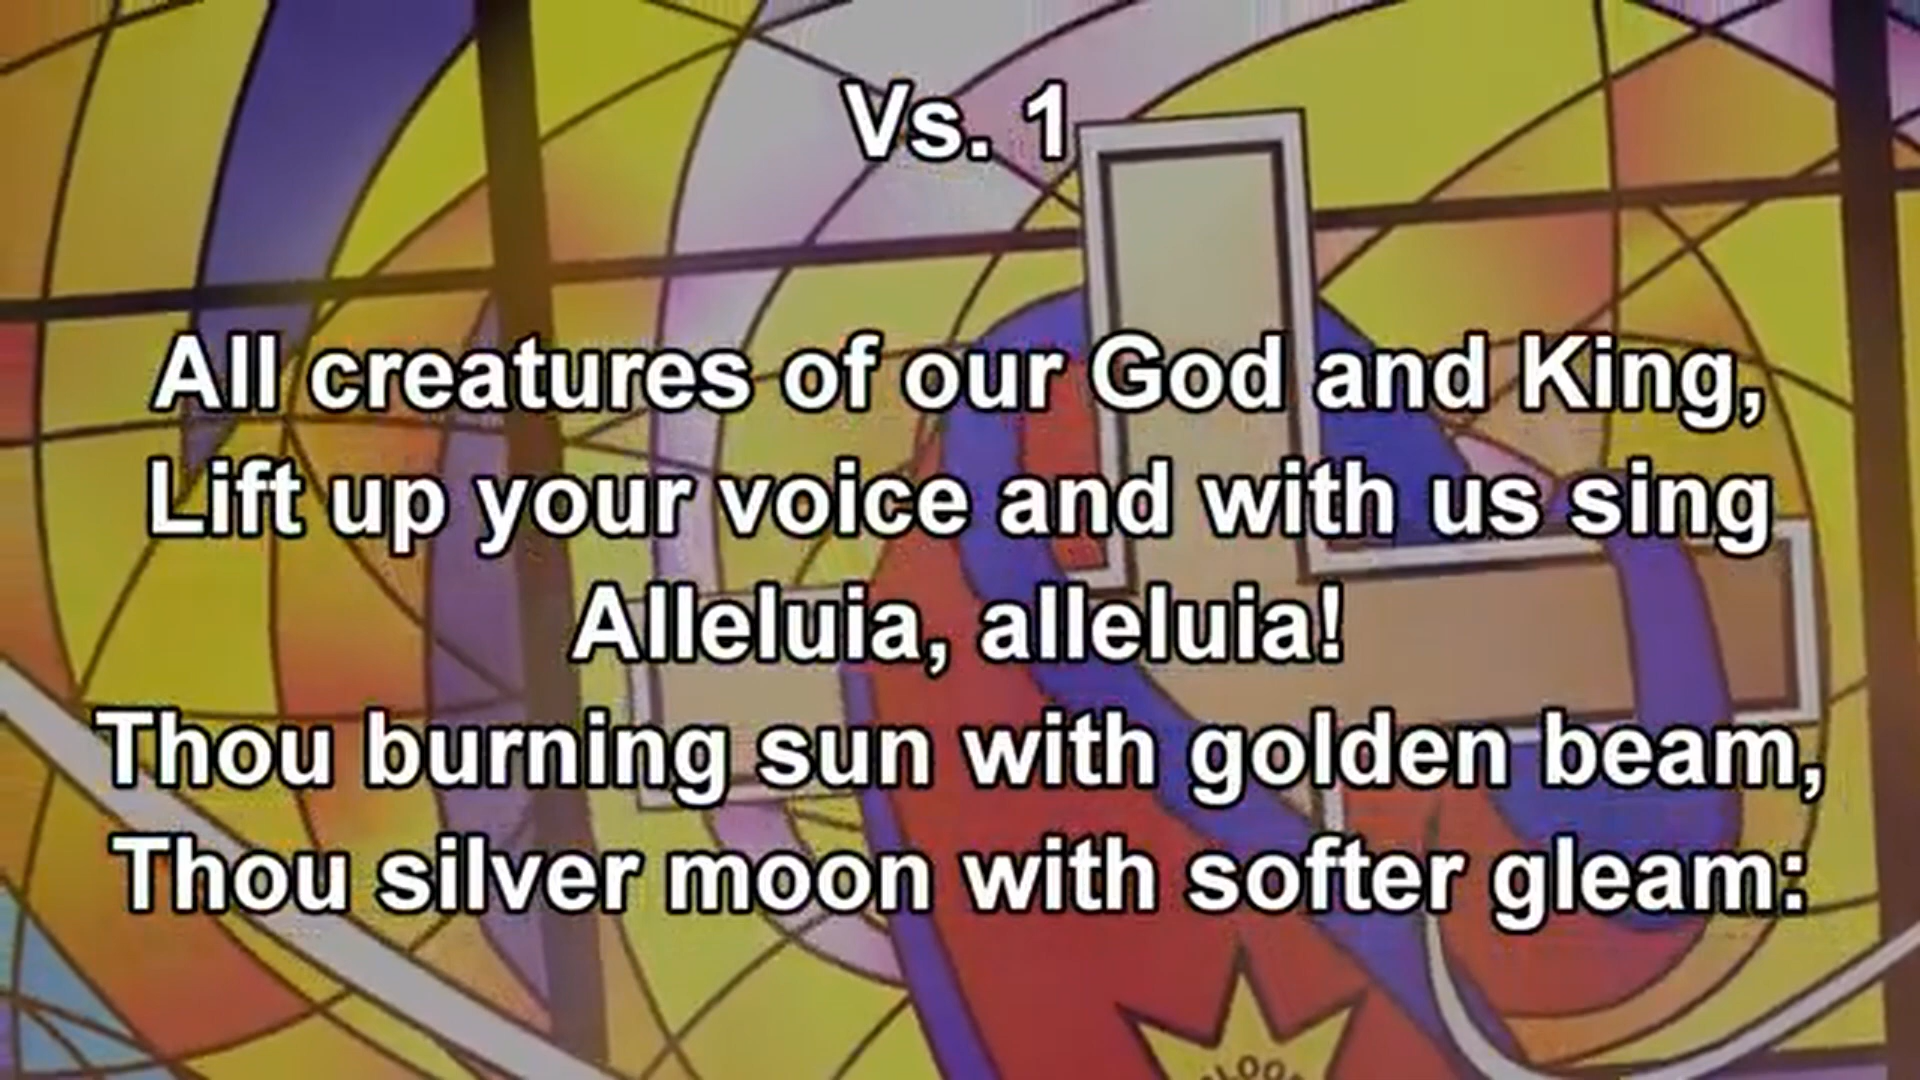 Vs. 1
All creatures of our God and King,
Lift up your voice and with us sing
Alleluia, alleluia!
Thou burning sun with golden beam,
Thou silver moon with softer gleam: